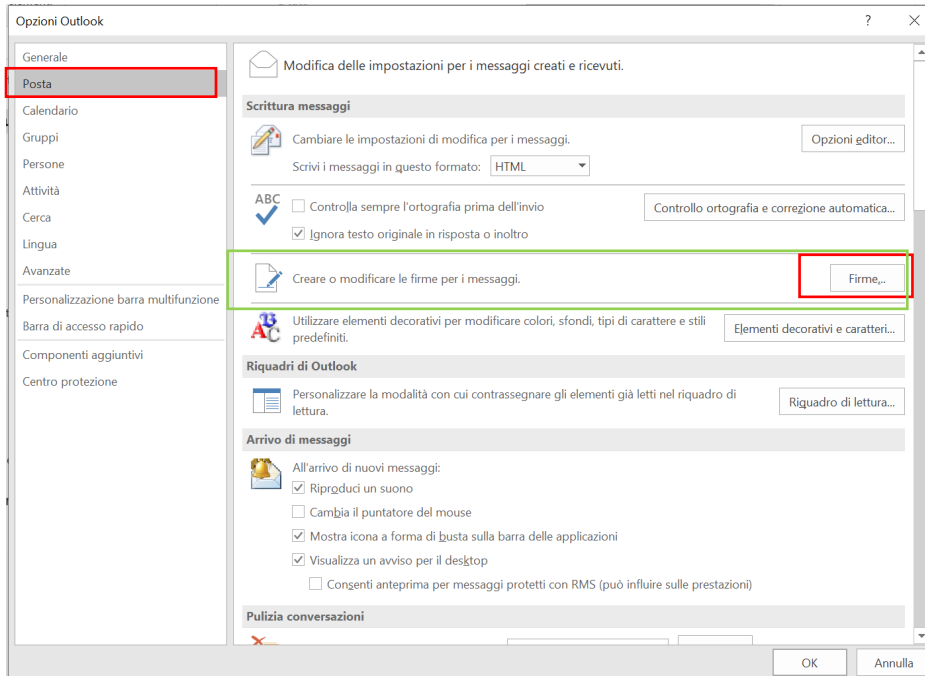 Opzioni Outlook
?
Generale
Posta
Calendario
Gruppi
Persone
Attività
Cerca
Lingua
Avanzate
Personalizzazione barra multifunzione
Barra di accesso rapido
Componenti aggiuntivi
Centro protezione
Modifica delle impostazioni per i messaggi creati e ricevuti.
Scrittura messaggi
Cambiare le impostazioni di modifica per i messaggi.
Opzioni editor...
Scrivi i messaggi in questo formato: HTML
ABC
Controlla sempre l'ortografia prima dell'invio
Controllo ortografia e correzione automatica...
Ignora testo originale in risposta o inoltro
Creare o modificare le firme per i messaggi.
Firme...
Utilizzare elementi decorativi per modificare colori, sfondi, tipi di carattere e stili
predefiniti.
Elementi decorativi e caratteri...
Riquadri di Outlook
Personalizzare la modalità con cui contrassegnare gli elementi già letti nel riquadro di
lettura.
Riquadro di lettura...
Arrivo di messaggi
All'arrivo di nuovi messaggi:
Riproduci un suono
Cambia il puntatore del mouse
Mostra icona a forma di busta sulla barra delle applicazioni
Visualizza un avviso per il desktop
Consenti anteprima per messaggi protetti con RMS (può influire sulle prestazioni)
Pulizia conversazioni
OK
Annulla